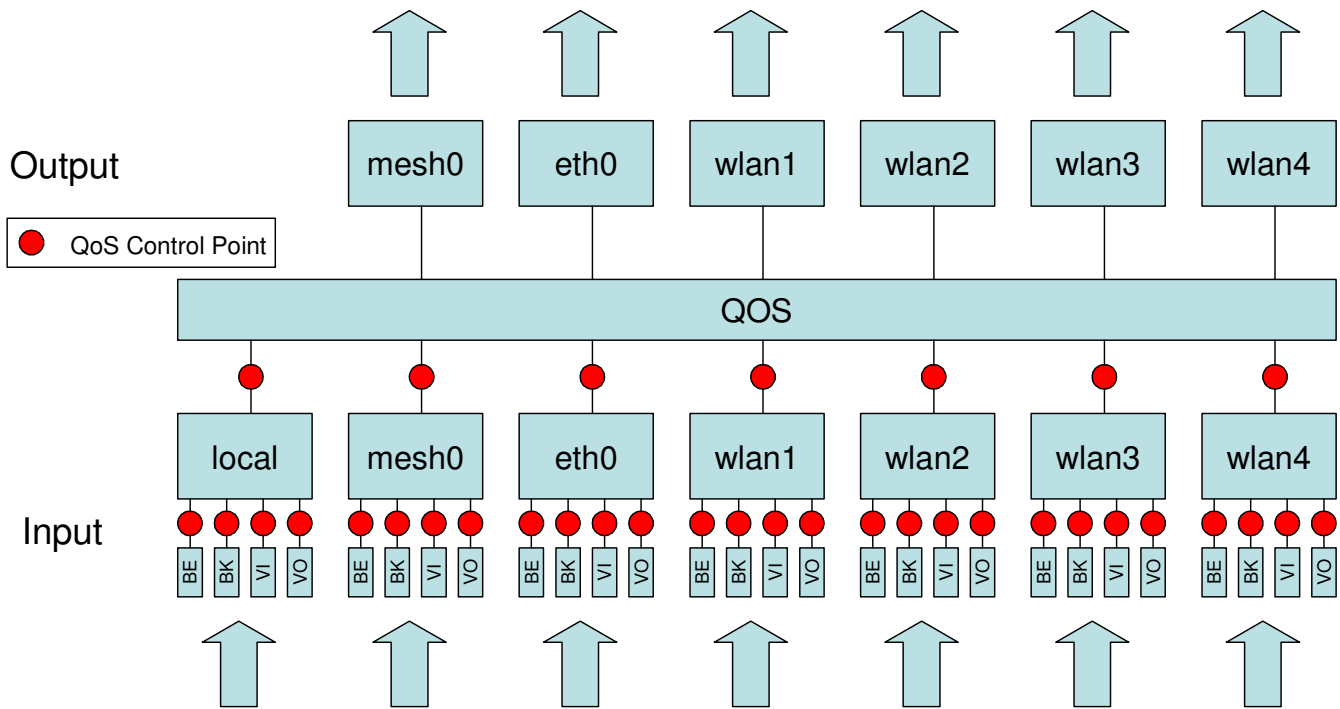 mesh0 eth0 wlan1 wlan2 wlan3 wlan4
Output
QoS Control Point
QOS
local mesh0 eth0 wlan1 wlan2 wlan3 wlan4
Input
BE BK VI VO BE BK VI VO BE BK VI VO BE BK VI VO BE BK VI VO BE BK VI VO BE BK VI VO